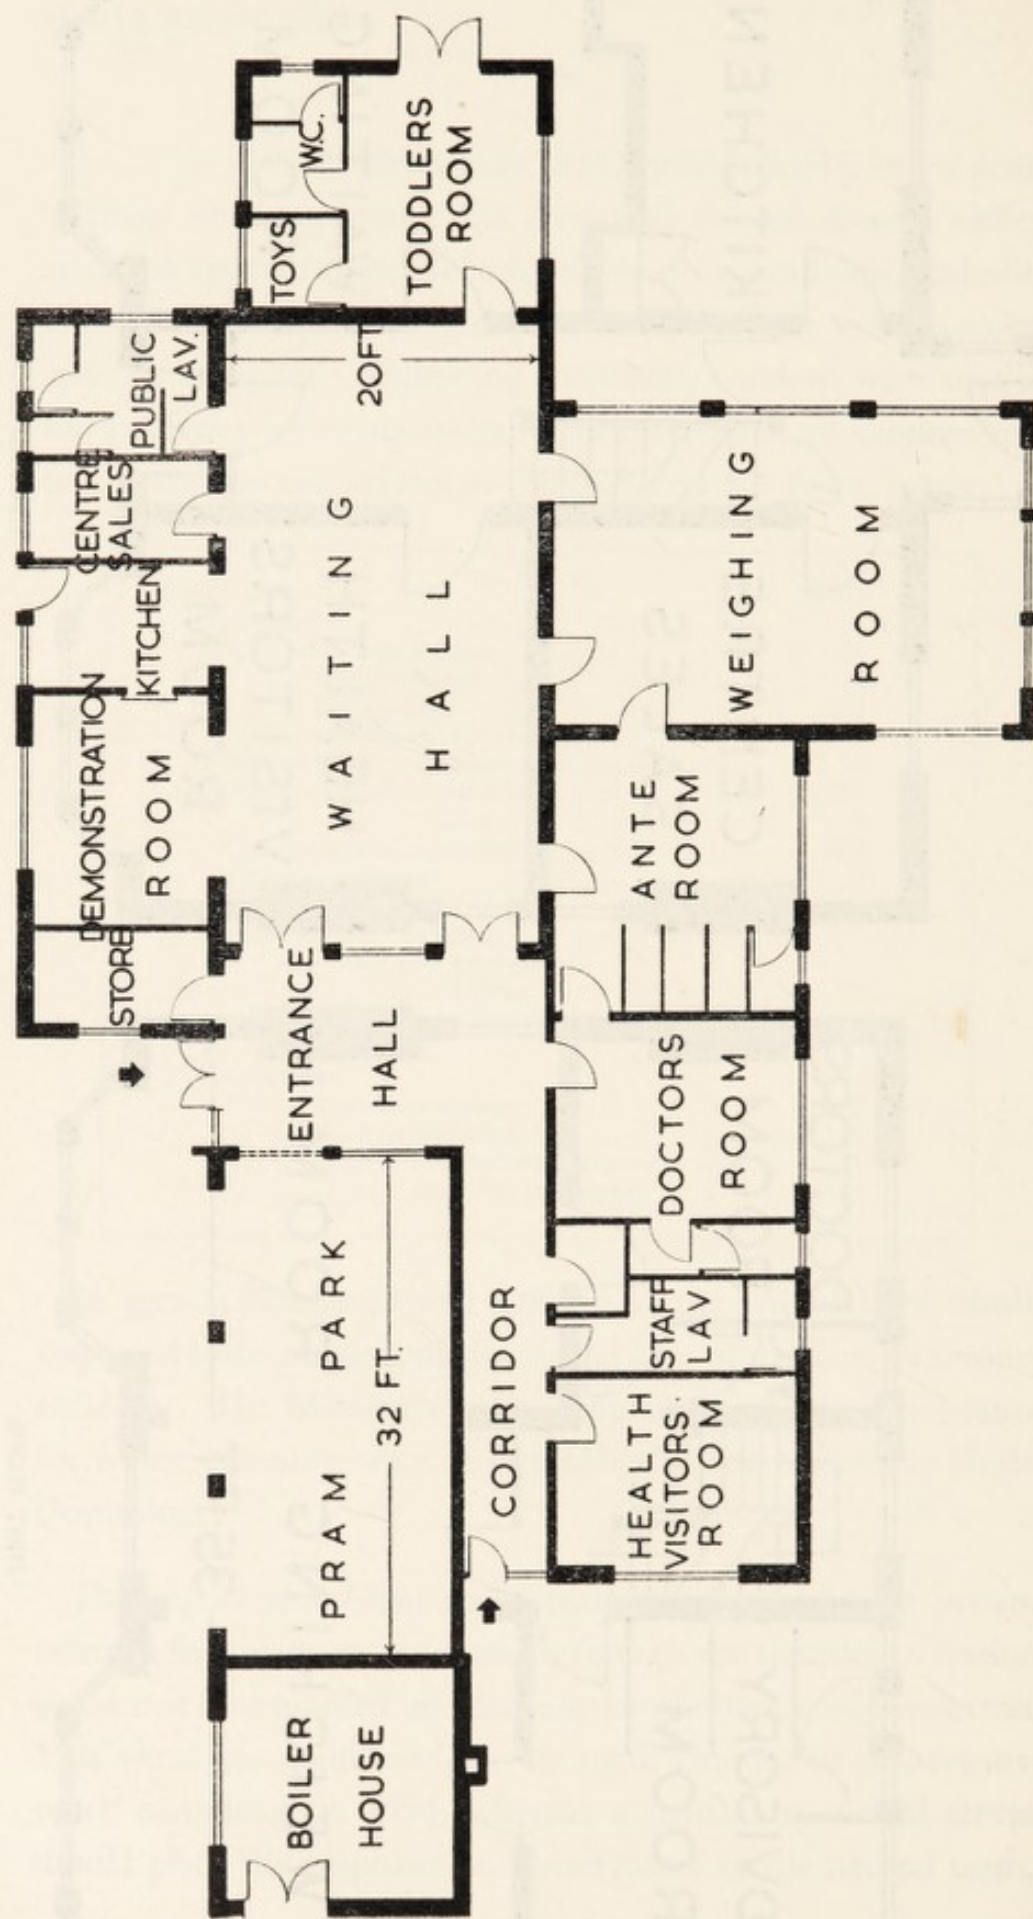 BOILER
HOUSE
PRAM PARK
32 FT.
CORRIDOR
HEALTH
VISITORS
ROOM
STAFF
LAV
DOCTORS
ROOM
ENTRANCE
HALL
STORE
DEMONSTRATION
ROOM
KITCHEN
CENTRE
SALES
PUBLIC
LAV.
WAITING
HALL
20FT
ANTE
ROOM
WEIGHING
ROOM
TOYS
W.C.
TODDLERS
ROOM